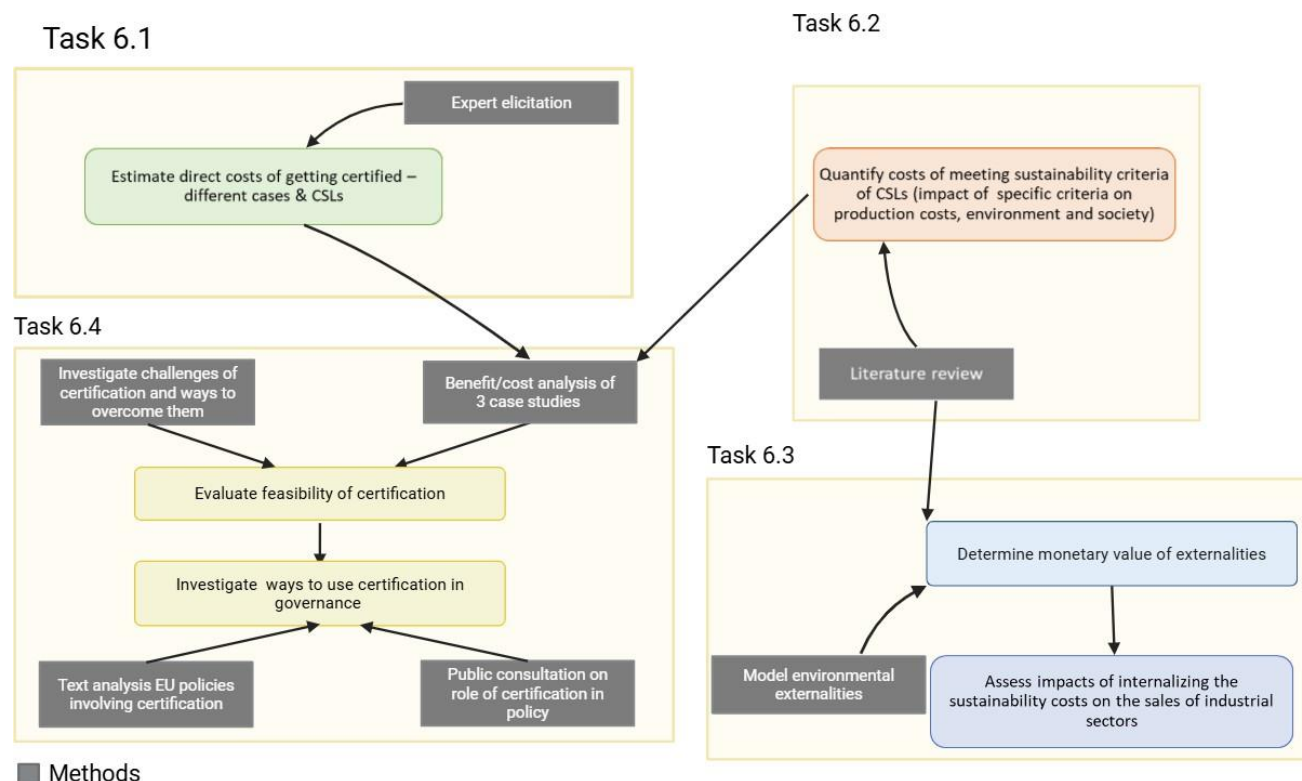 Task 6.1
Expert elicitation
Estimate direct costs of getting certified –
different cases & CSLs
Task 6.2
Quantify costs of meeting sustainability criteria
of CSLs (impact of  specific criteria on
production costs, environment and society)
Literature review
Task 6.4
Investigate challenges of
certification and ways to
overcome them
Benefit/cost analysis of
3 case studies
Evaluate feasibility of certification
Investigate  ways to use certification in
governance
Text analysis EU policies
involving certification
Public consultation on
role of certification in
policy
Task 6.3
Determine monetary value of externalities
Model environmental
externalities
Assess impacts of internalizing the
sustainability costs on the sales of industrial
sectors
Methods